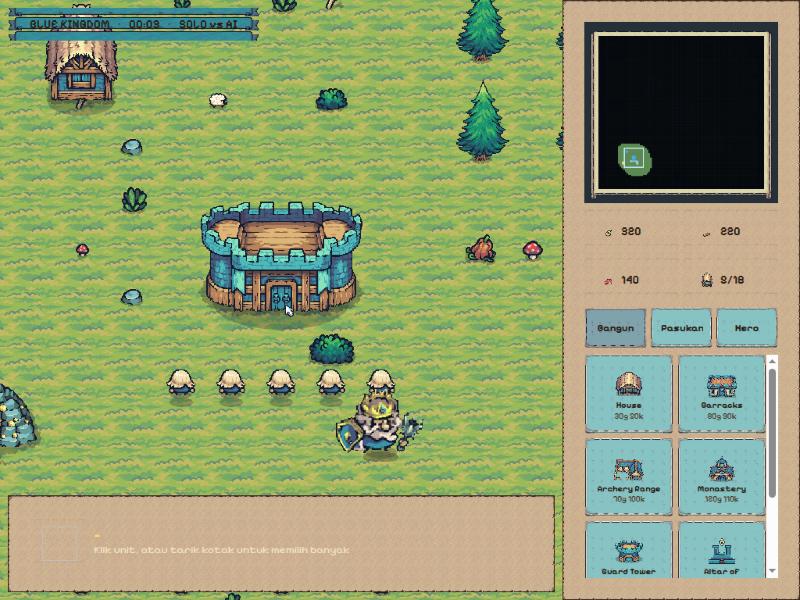 BLUE KINGDOM · 00:03 · SOLO vs AI
320
220
140
9/18
Bangun
Pasukan
Hero
House
30g 20k
Barracks
80g 90k
Archery Range
70g 100k
Monastery
120g 110k
Guard Tower
Altar of
Klik unit, atau tarik kotak untuk memilih banyak